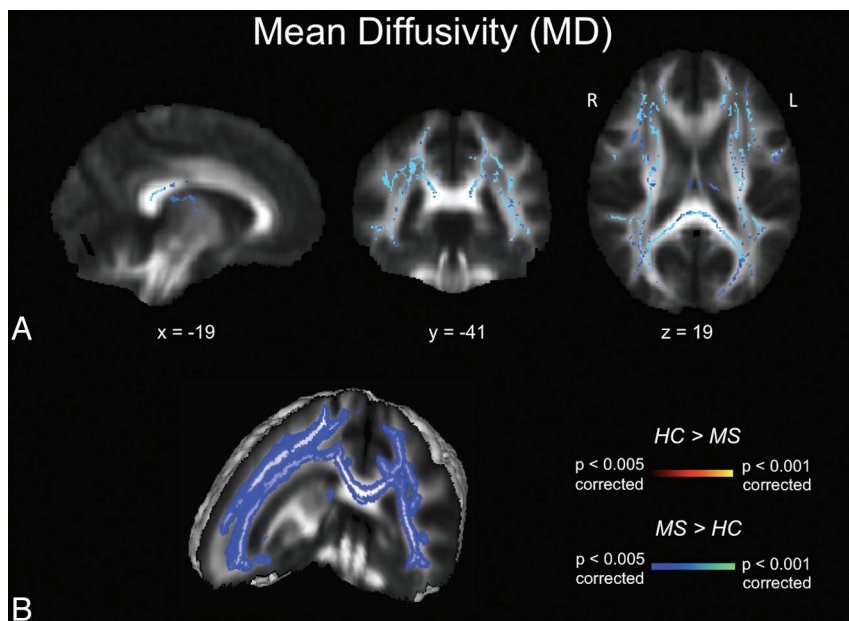 Mean Diffusivity (MD)
R
L
A
x = -19
y = -41
z = 19
HC > MS
p < 0.005
corrected
p < 0.001
corrected
MS > HC
p < 0.005
corrected
p < 0.001
corrected
B